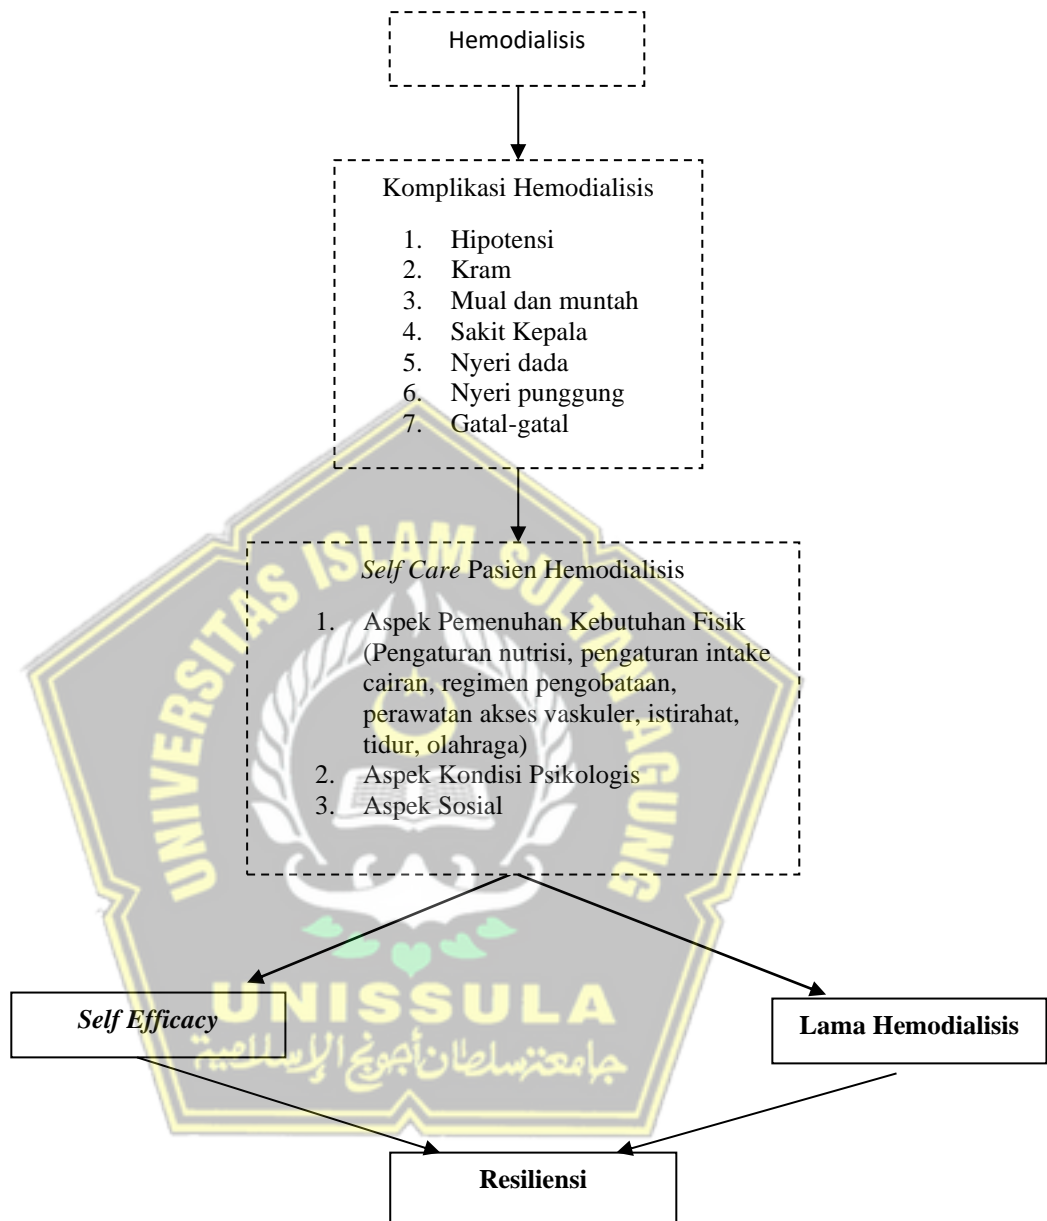 Hemodialisis
Komplikasi Hemodialisis
1. Hipotensi
2. Kram
3. Mual dan muntah
4. Sakit Kepala
5. Nyeri dada
6. Nyeri punggung
7. Gatal-gatal
UNIVERSITAS ISLAM SULTAN AGUNG
Self Care Pasien Hemodialisis
1. Aspek Pemenuhan Kebutuhan Fisik
(Pengaturan nutrisi, pengaturan intake
cairan, regimen pengobataan,
perawatan akses vaskuler, istirahat,
tidur, olahraga)
2. Aspek Kondisi Psikologis
3. Aspek Sosial
Self Efficacy
Lama Hemodialisis
UNISSULA
جامعتنسلطان أجونج الإسلامية
Resiliensi